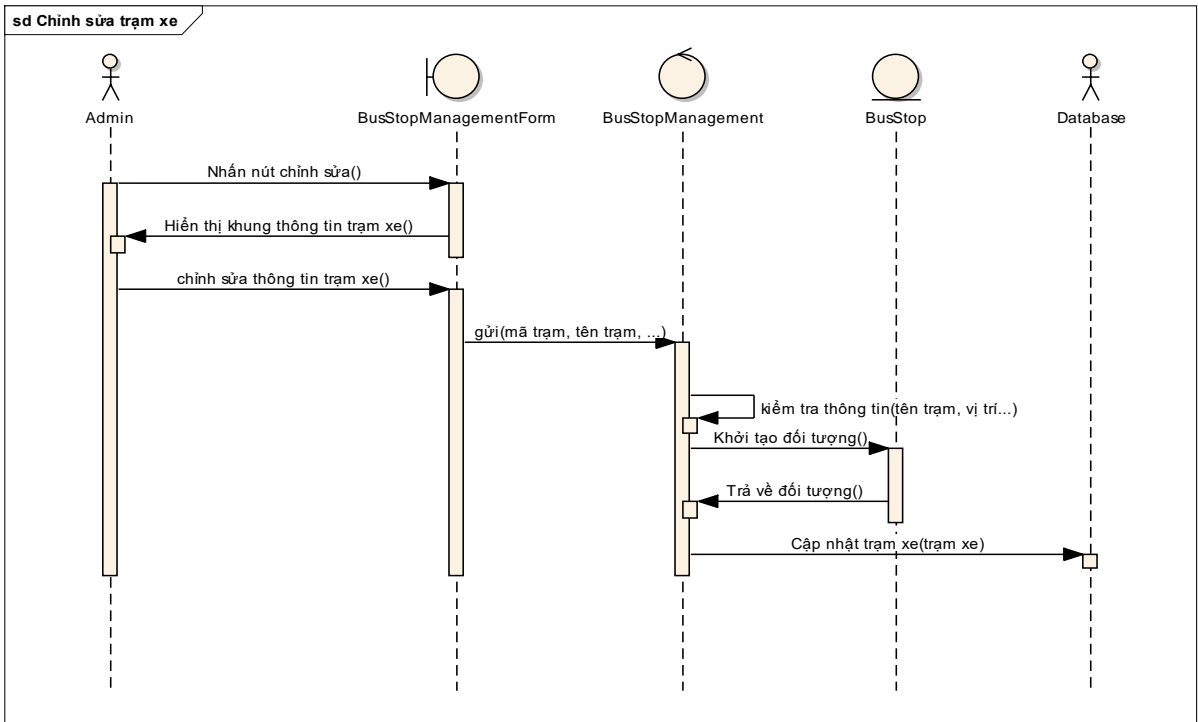 sd Chỉnh sửa trạm xe
Admin
BusStopManagementForm
BusStopManagement
BusStop
Database
Nhấn nút chỉnh sửa()
Hiển thị khung thông tin trạm xe()
chỉnh sửa thông tin trạm xe()
gửi(mã trạm, tên trạm, ...)
kiểm tra thông tin(tên trạm, vị trí...)
Khởi tạo đối tượng()
Trả về đối tượng()
Cập nhật trạm xe(trạm xe)